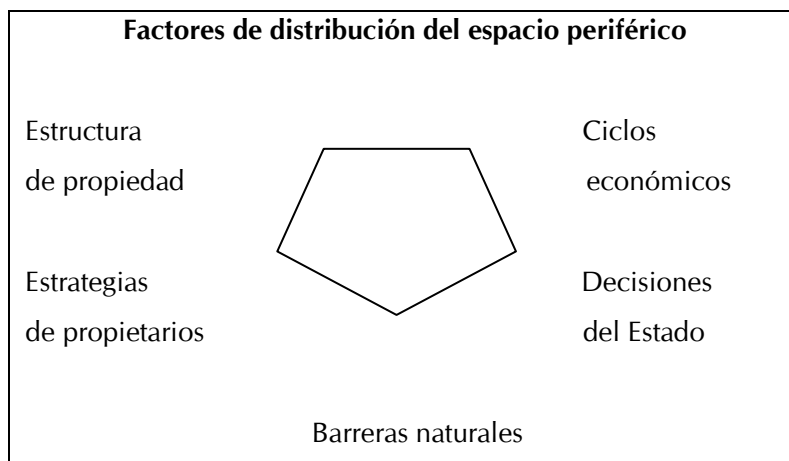 Factores de distribución del espacio periférico
Estructura
de propiedad
Ciclos
económicos
Estrategias
de propietarios
Decisiones
del Estado
Barreras naturales